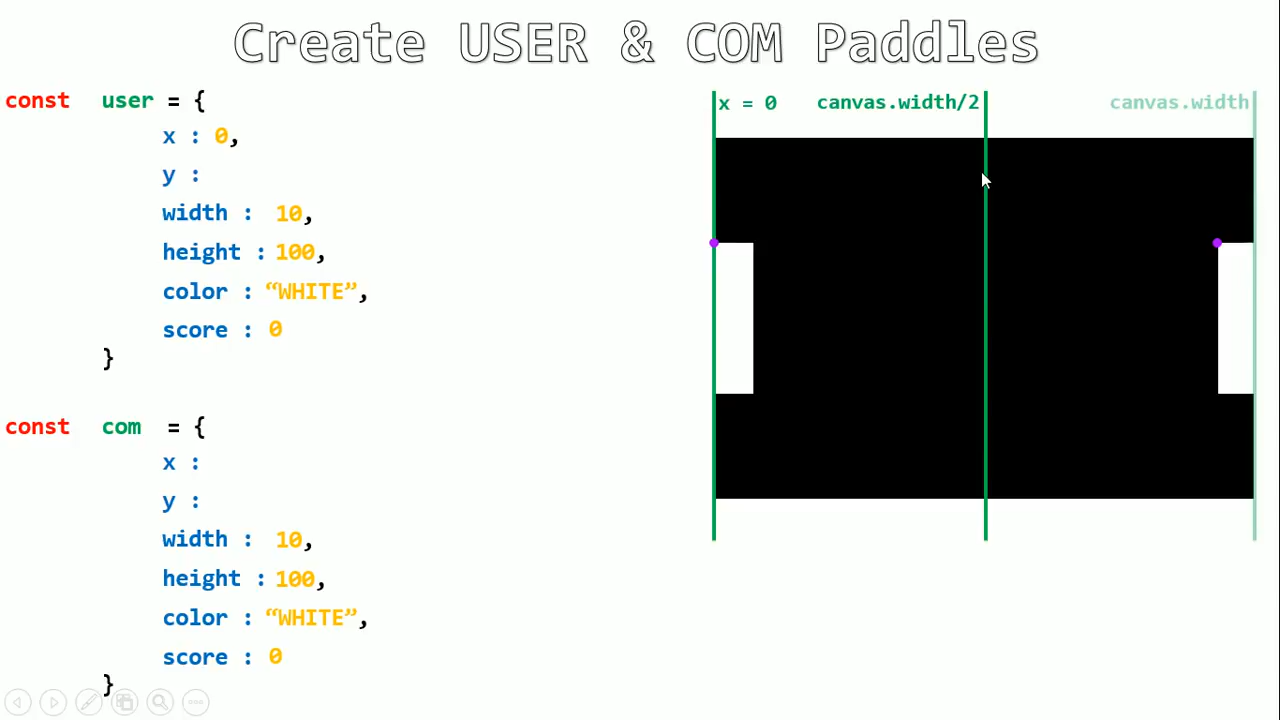 Create USER & COM Paddles
const user = {
x : 0,
y :
width : 10,
height : 100,
color : “WHITE”,
score : 0
}
const com = {
x :
y :
width : 10,
height : 100,
color : “WHITE”,
score : 0
}
x = 0 canvas.width/2 canvas.width